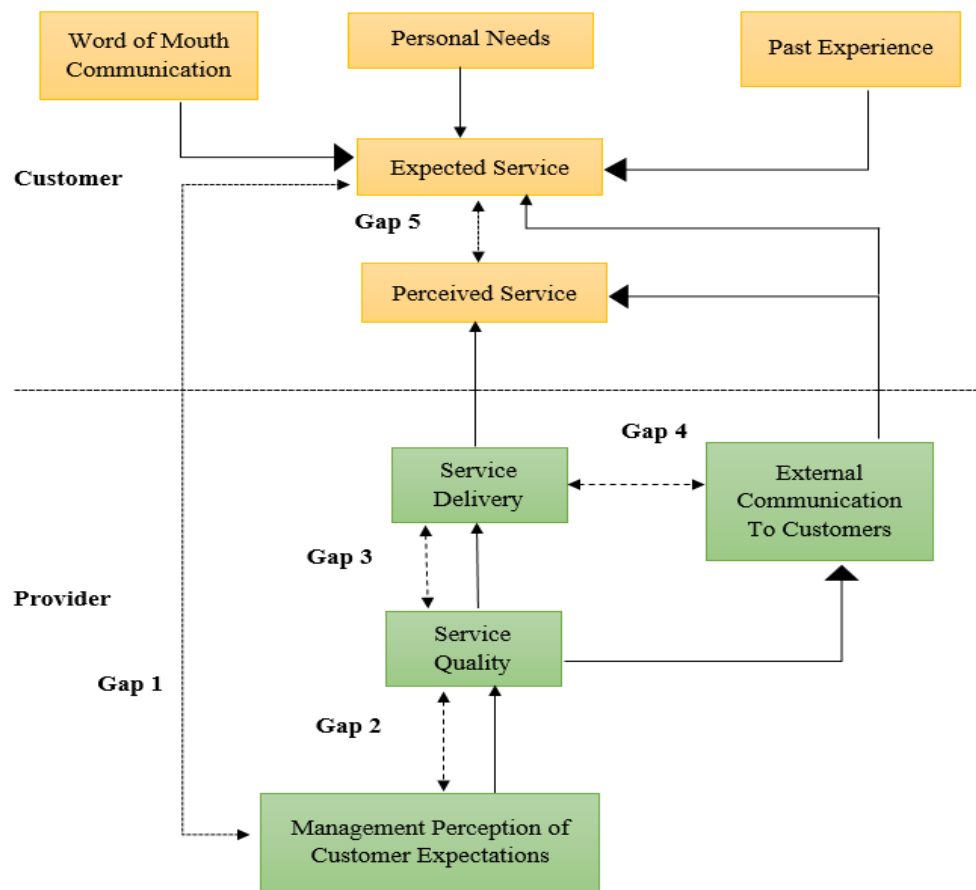 Word of Mouth
Communication
Personal Needs
Past Experience
Expected Service
Customer
Gap 5
Perceived Service
Gap 4
Service
Delivery
External
Communication
To Customers
Gap 3
Provider
Service
Quality
Gap 1
Gap 2
Management Perception of
Customer Expectations